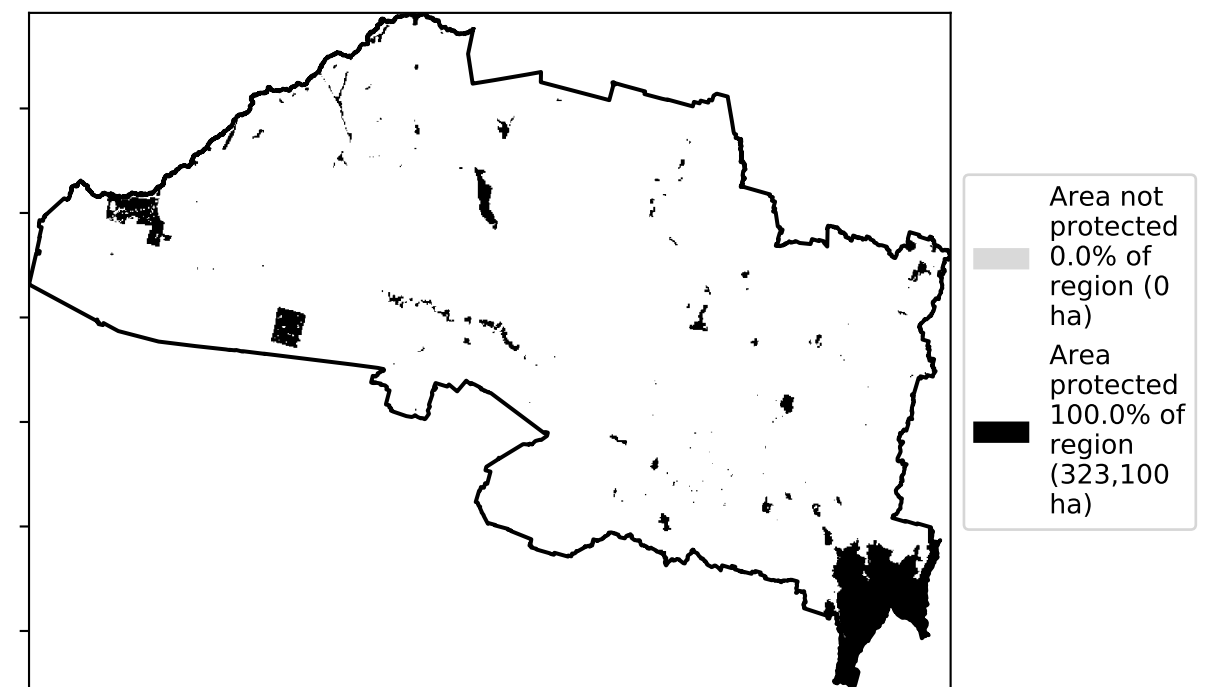 Area not
protected
0.0% of
region (0
ha)
Area
protected
100.0% of
region
(323,100
ha)